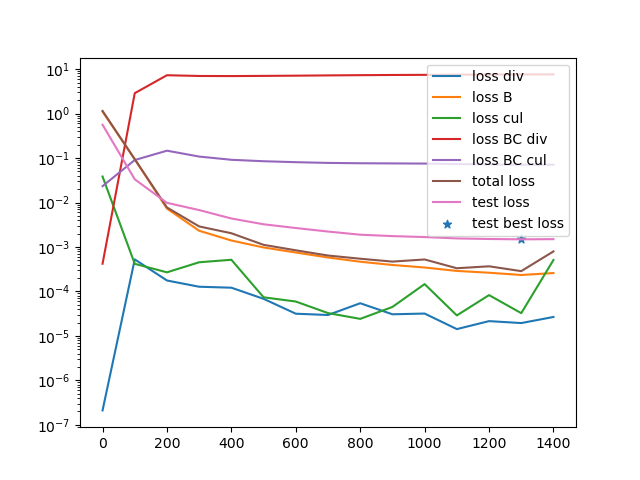 10^1
10^0
10^−1
10^−2
10^−3
10^−4
10^−5
10^−6
10^−7
0 200 400 600 800 1000 1200 1400
loss div
loss B
loss cul
loss BC div
loss BC cul
total loss
test loss
test best loss